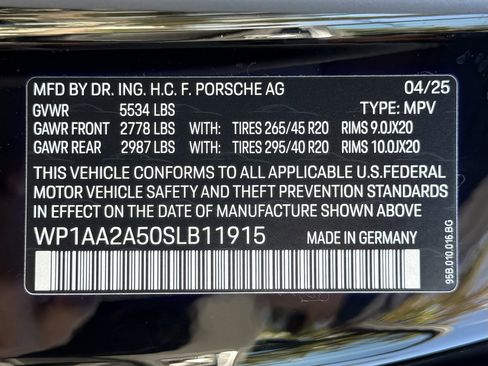 MFD BY DR. ING. H.C. F. PORSCHE AG 04/25
GVWR 5534 LBS TYPE: MPV
GAWR FRONT 2778 LBS WITH: TIRES 265/45 R20 RIMS 9.0JX20
GAWR REAR 2987 LBS WITH: TIRES 295/40 R20 RIMS 10.0JX20
THIS VEHICLE CONFORMS TO ALL APPLICABLE U.S.FEDERAL
MOTOR VEHICLE SAFETY AND THEFT PREVENTION STANDARDS
IN EFFECT ON THE DATE OF MANUFACTURE SHOWN ABOVE
WP1AA2A50SLB11915 MADE IN GERMANY
95B.010.016.BG